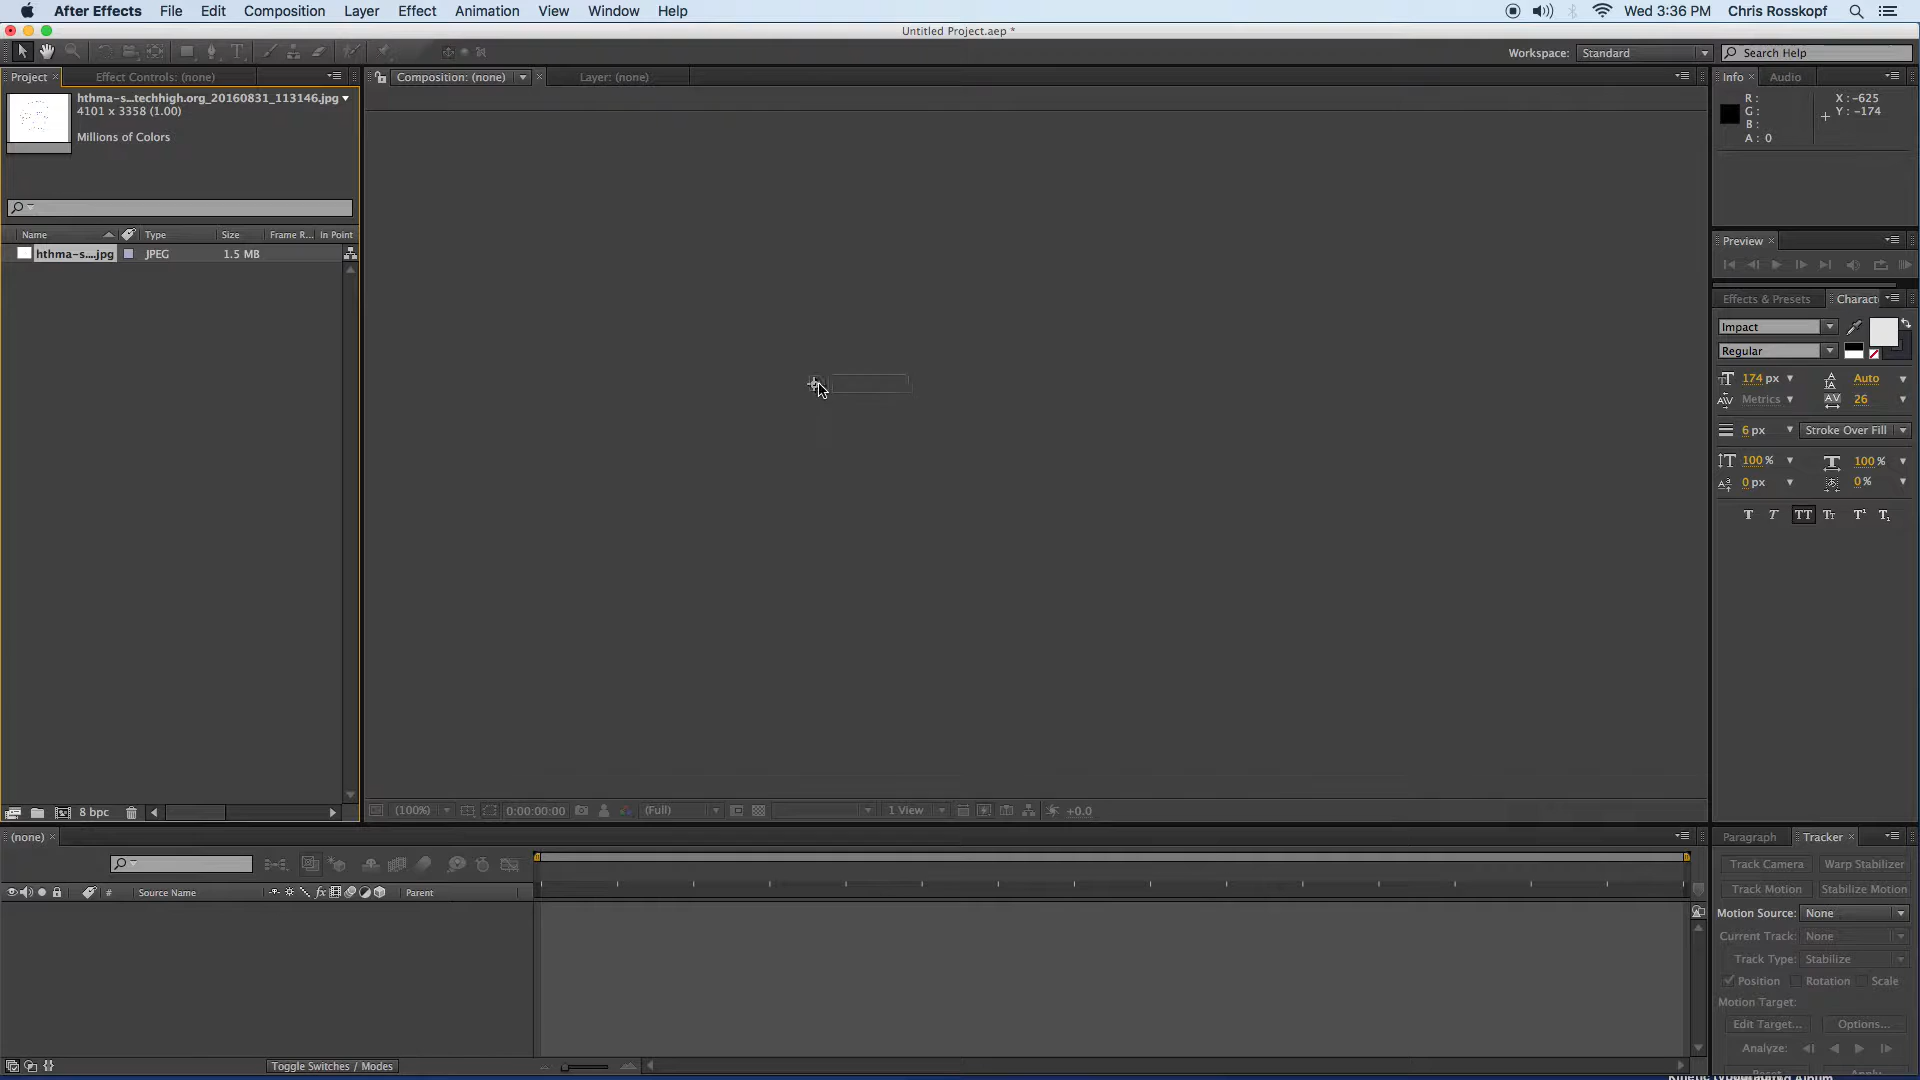 After Effects File Edit Composition Layer Effect Animation View Window Help Wed 3:36 PM Chris Rosskopf
Untitled Project.aep *
Workspace: Standard Search Help
Project × Effect Controls: (none) Composition: (none) × Layer: (none) Info × Audio
hthma-s...techhigh.org_20160831_113146.jpg
4101 x 3358 (1.00)
Millions of Colors
R :
G :
B :
A : 0
X : -625
Y : -174
Preview ×
Name Type Size Frame R... In Point
hthma-s....jpg JPEG 1.5 MB
Effects & Presets Charact
Impact
Regular
174 px Auto
Metrics 26
6 px Stroke Over Fill
100 % 100 %
0 px 0 %
T T TT Tt T¹ T₁
8 bpc (100%) 0:00:00:00 (Full) 1 View +0.0
(none) × Paragraph Tracker ×
Track Camera Warp Stabilizer
Track Motion Stabilize Motion
# Source Name fx Parent
Motion Source: None
Current Track: None
Track Type: Stabilize
Position Rotation Scale
Motion Target:
Edit Target... Options...
Analyze:
Toggle Switches / Modes